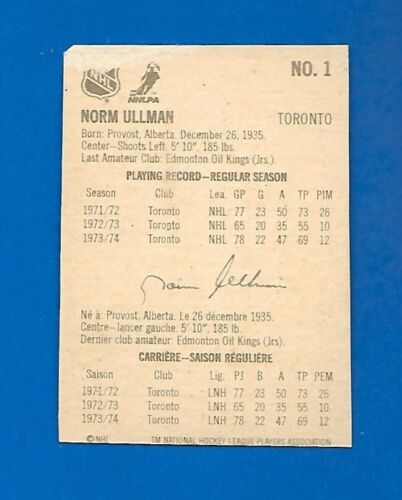 NHL
NHLPA
NO. 1
NORM ULLMAN TORONTO
Born: Provost, Alberta. December 26, 1935.
Center—Shoots Left. 5' 10". 185 lbs.
Last Amateur Club: Edmonton Oil Kings (Jrs.)
PLAYING RECORD—REGULAR SEASON
Season Club Lea. GP G A TP PIM
1971/72 Toronto NHL 77 23 50 73 26
1972/73 Toronto NHL 65 20 35 55 10
1973/74 Toronto NHL 78 22 47 69 12
Norm Ullman
Né à: Provost, Alberta. Le 26 décembre 1935.
Centre—lancer gauche. 5' 10". 185 lb.
Dernier club amateur: Edmonton Oil Kings (Jrs).
CARRIÈRE—SAISON RÉGULIÈRE
Saison Club Lig. PJ B A TP PEM
1971/72 Toronto LNH 77 23 50 73 26
1972/73 Toronto LNH 65 20 35 55 10
1973/74 Toronto LNH 78 22 47 69 12
© NHL TM NATIONAL HOCKEY LEAGUE PLAYERS ASSOCIATION